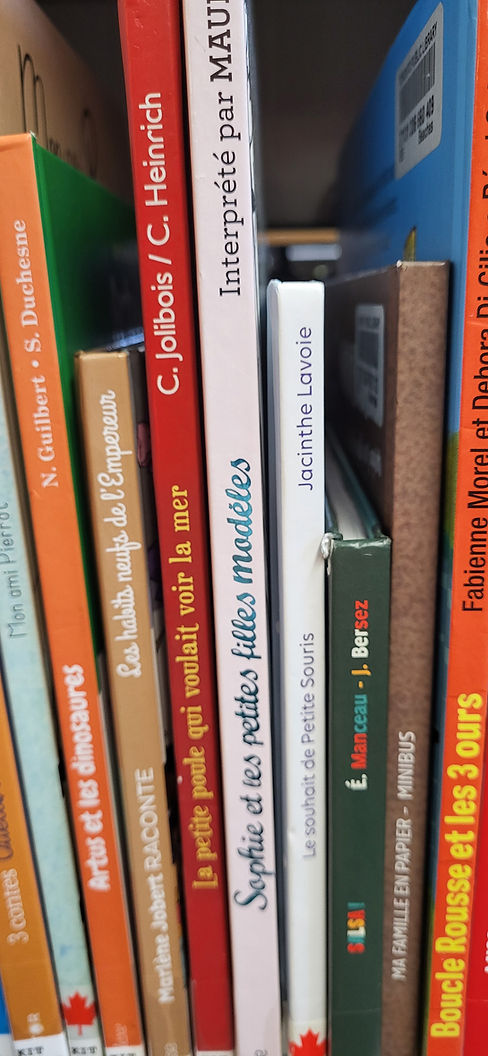 3 contes
Mon ami Pierrot
Artus et les dinosaures
N. Guilbert • S. Duchesne
Marlène Jobert RACONTE
Les habits neufs de l'Empereur
La petite poule qui voulait voir la mer
C. Jolibois / C. Heinrich
Sophie et les petites filles modèles
Interprété par
Le souhait de Petite Souris
Jacinthe Lavoie
BILSA!
É. Manceau - J. Bersez
MA FAMILLE EN PAPIER - MINIBUS
Boucle Rousse et les 3 ours
Fabienne Morel et Debora Di Gilio